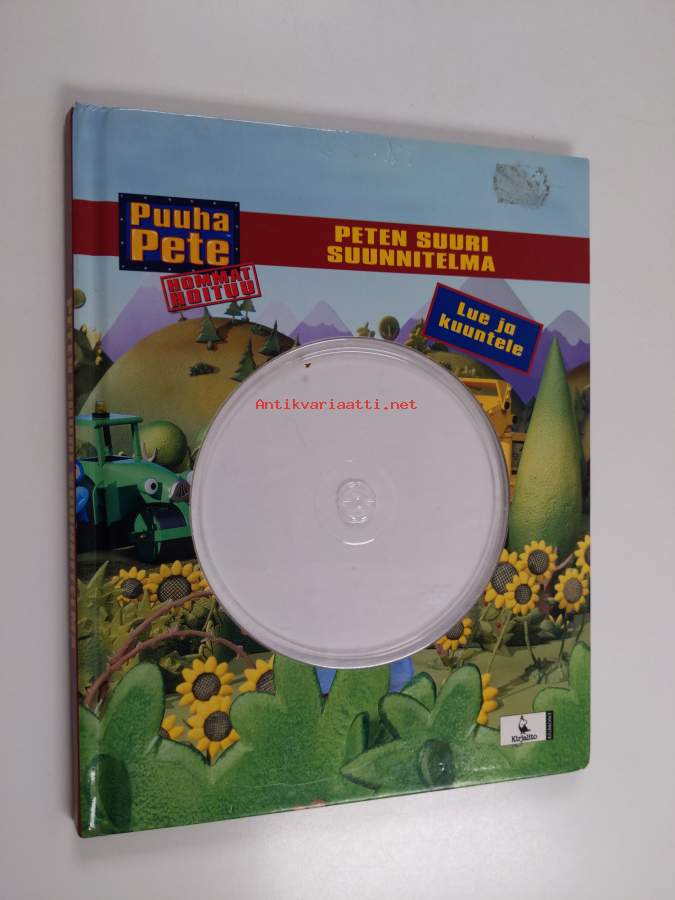 Puuha
Pete
HOMMAT
HOITUU
PETEN SUURI
SUUNNITELMA
Lue ja
kuuntele
Antikvariaatti.net
Kirjalito